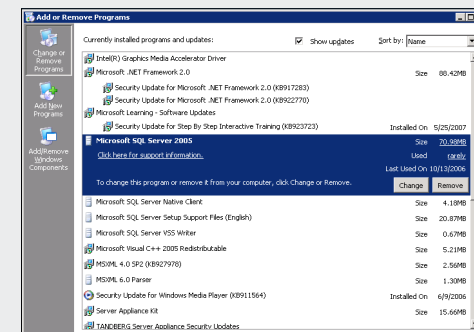 Add or Remove Programs
Change or
Remove
Programs
Add New
Programs
Add/Remove
Windows
Components
Currently installed programs and updates:
Show updates
Sort by: Name
Intel(R) Graphics Media Accelerator Driver
Microsoft .NET Framework 2.0 Size 88.42MB
Security Update for Microsoft .NET Framework 2.0 (KB917283)
Security Update for Microsoft .NET Framework 2.0 (KB922770)
Microsoft Learning - Software Updates
Security Update for Step By Step Interactive Training (KB923723) Installed On 5/25/2007
Microsoft SQL Server 2005 Size 70.98MB
Click here for support information. Used rarely
Last Used On 10/13/2006
To change this program or remove it from your computer, click Change or Remove. Change Remove
Microsoft SQL Server Native Client Size 4.18MB
Microsoft SQL Server Setup Support Files (English) Size 20.87MB
Microsoft SQL Server VSS Writer Size 0.67MB
Microsoft Visual C++ 2005 Redistributable Size 5.21MB
MSXML 4.0 SP2 (KB927978) Size 2.56MB
MSXML 6.0 Parser Size 1.30MB
Security Update for Windows Media Player (KB911564) Installed On 6/9/2006
Server Appliance Kit Size 15.66MB
TANDBERG Server Appliance Security Updates